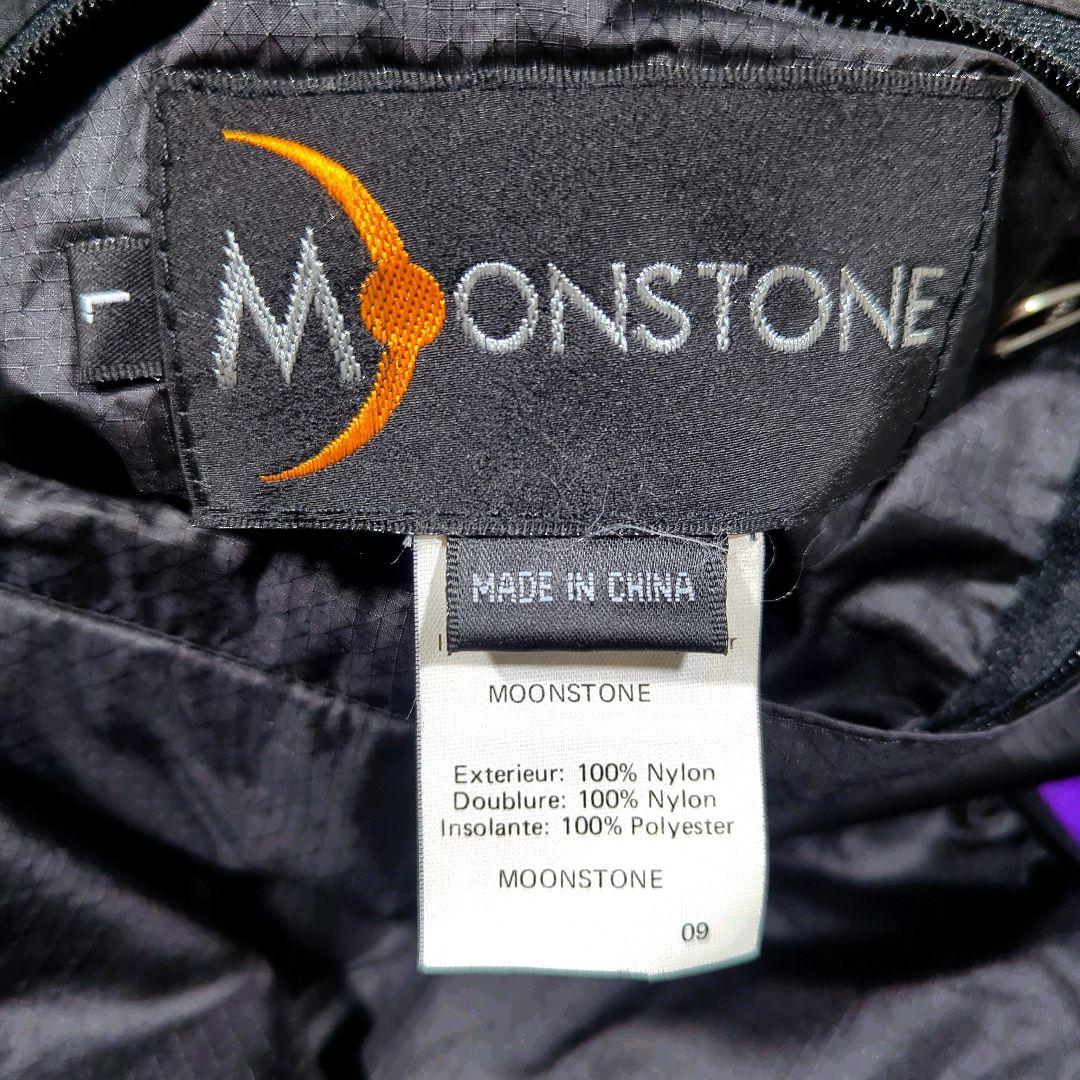 MOONSTONE
L
MADE IN CHINA
MOONSTONE
Exterieur: 100% Nylon
Doublure: 100% Nylon
Insolante: 100% Polyester
MOONSTONE
09